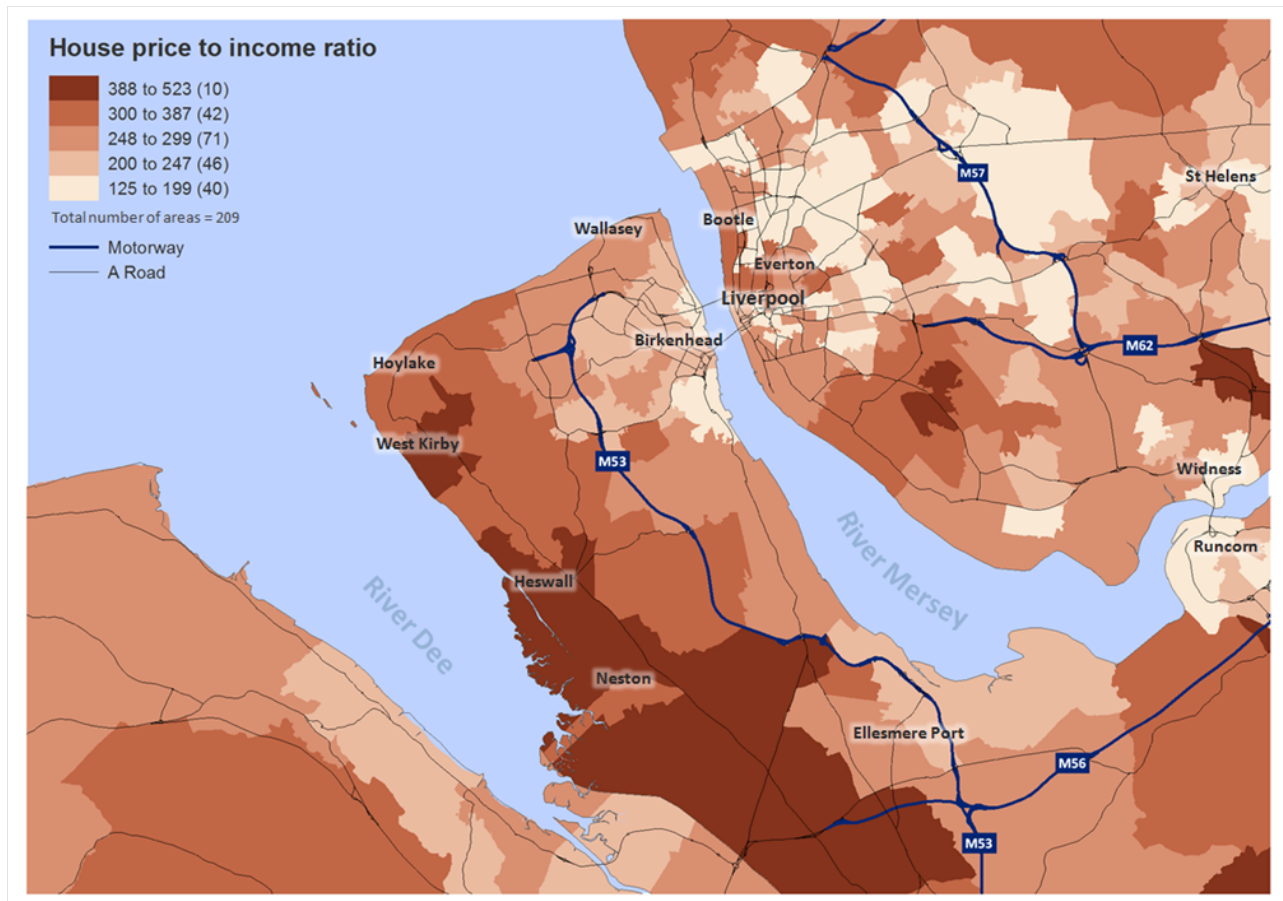 House price to income ratio
388 to 523 (10)
300 to 387 (42)
248 to 299 (71)
200 to 247 (46)
125 to 199 (40)
Total number of areas = 209
Motorway
A Road
M57
St Helens
Bootle
Wallasey
Everton
Liverpool
Birkenhead
M62
Hoylake
West Kirby
M53
Widness
River Mersey
Runcorn
Heswall
River Dee
Neston
Ellesmere Port
M56
M53